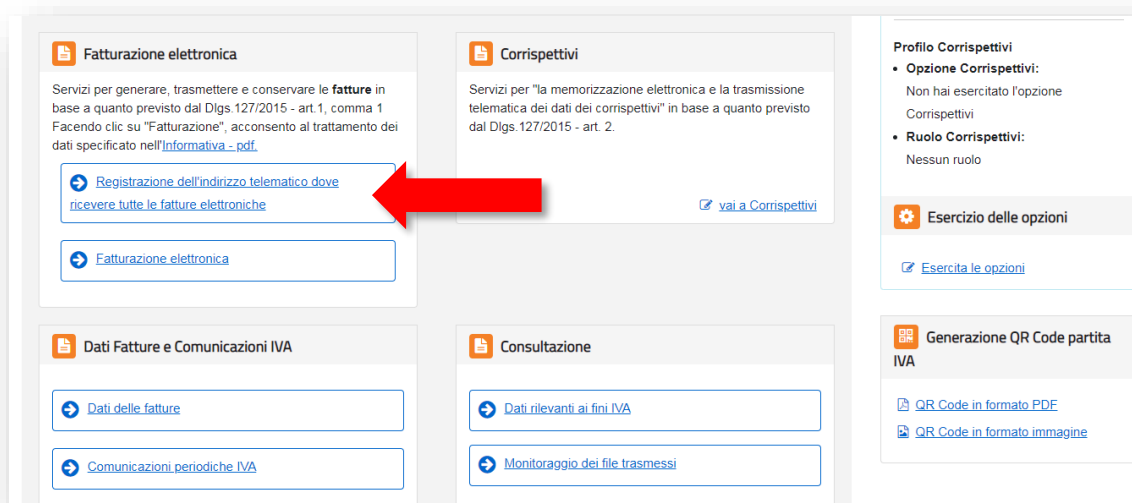 Fatturazione elettronica
Servizi per generare, trasmettere e conservare le fatture in
base a quanto previsto dal Dlgs.127/2015 - art.1, comma 1
Facendo clic su "Fatturazione", acconsento al trattamento dei
dati specificato nell'Informativa - pdf.
Registrazione dell'indirizzo telematico dove
ricevere tutte le fatture elettroniche
Fatturazione elettronica
Corrispettivi
Servizi per "la memorizzazione elettronica e la trasmissione
telematica dei dati dei corrispettivi" in base a quanto previsto
dal Dlgs.127/2015 - art. 2.
vai a Corrispettivi
Dati Fatture e Comunicazioni IVA
Dati delle fatture
Comunicazioni periodiche IVA
Consultazione
Dati rilevanti ai fini IVA
Monitoraggio dei file trasmessi
Profilo Corrispettivi
• Opzione Corrispettivi:
Non hai esercitato l'opzione
Corrispettivi
• Ruolo Corrispettivi:
Nessun ruolo
Esercizio delle opzioni
Esercita le opzioni
Generazione QR Code partita
IVA
QR Code in formato PDF
QR Code in formato immagine